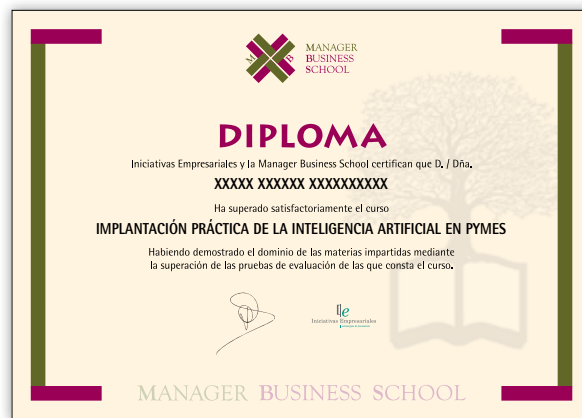 M B
MANAGER
BUSINESS
SCHOOL
DIPLOMA
Iniciativas Empresariales y la Manager Business School certifican que D. / Dña.
XXXXX XXXXXX XXXXXXXXXX
Ha superado satisfactoriamente el curso
IMPLANTACIÓN PRÁCTICA DE LA INTELIGENCIA ARTIFICIAL EN PYMES
Habiendo demostrado el dominio de las materias impartidas mediante
la superación de las pruebas de evaluación de las que consta el curso.
Iniciativas Empresariales
MANAGER BUSINESS SCHOOL